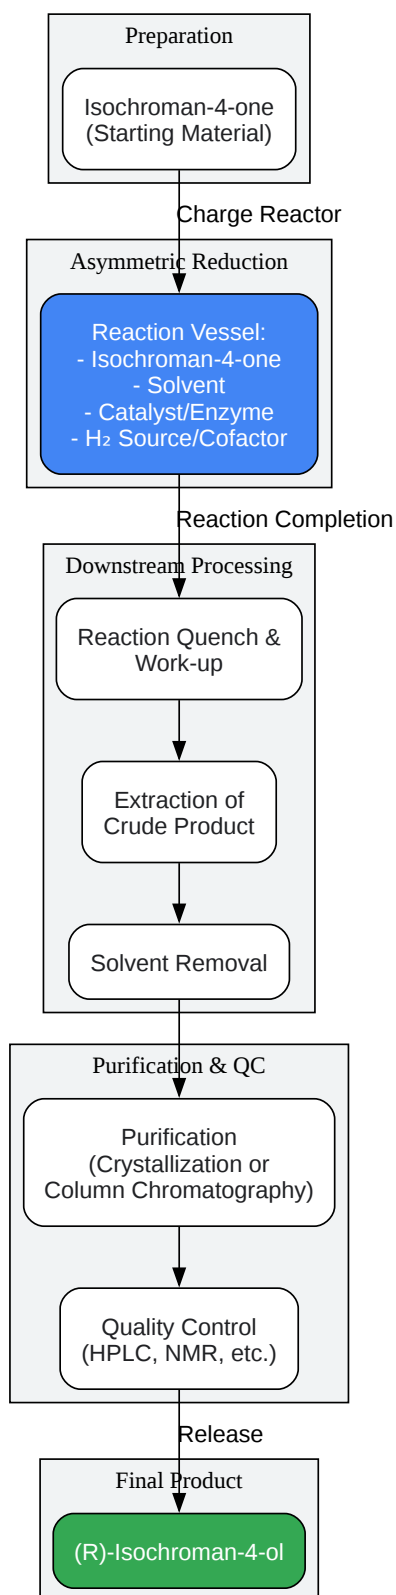 Preparation
Isochroman-4-one
(Starting Material)
Charge Reactor
Asymmetric Reduction
Reaction Vessel:
- Isochroman-4-one
- Solvent
- Catalyst/Enzyme
- H₂ Source/Cofactor
Reaction Completion
Downstream Processing
Reaction Quench &
Work-up
Extraction of
Crude Product
Solvent Removal
Purification & QC
Purification
(Crystallization or
Column Chromatography)
Quality Control
(HPLC, NMR, etc.)
Release
Final Product
(R)-Isochroman-4-ol